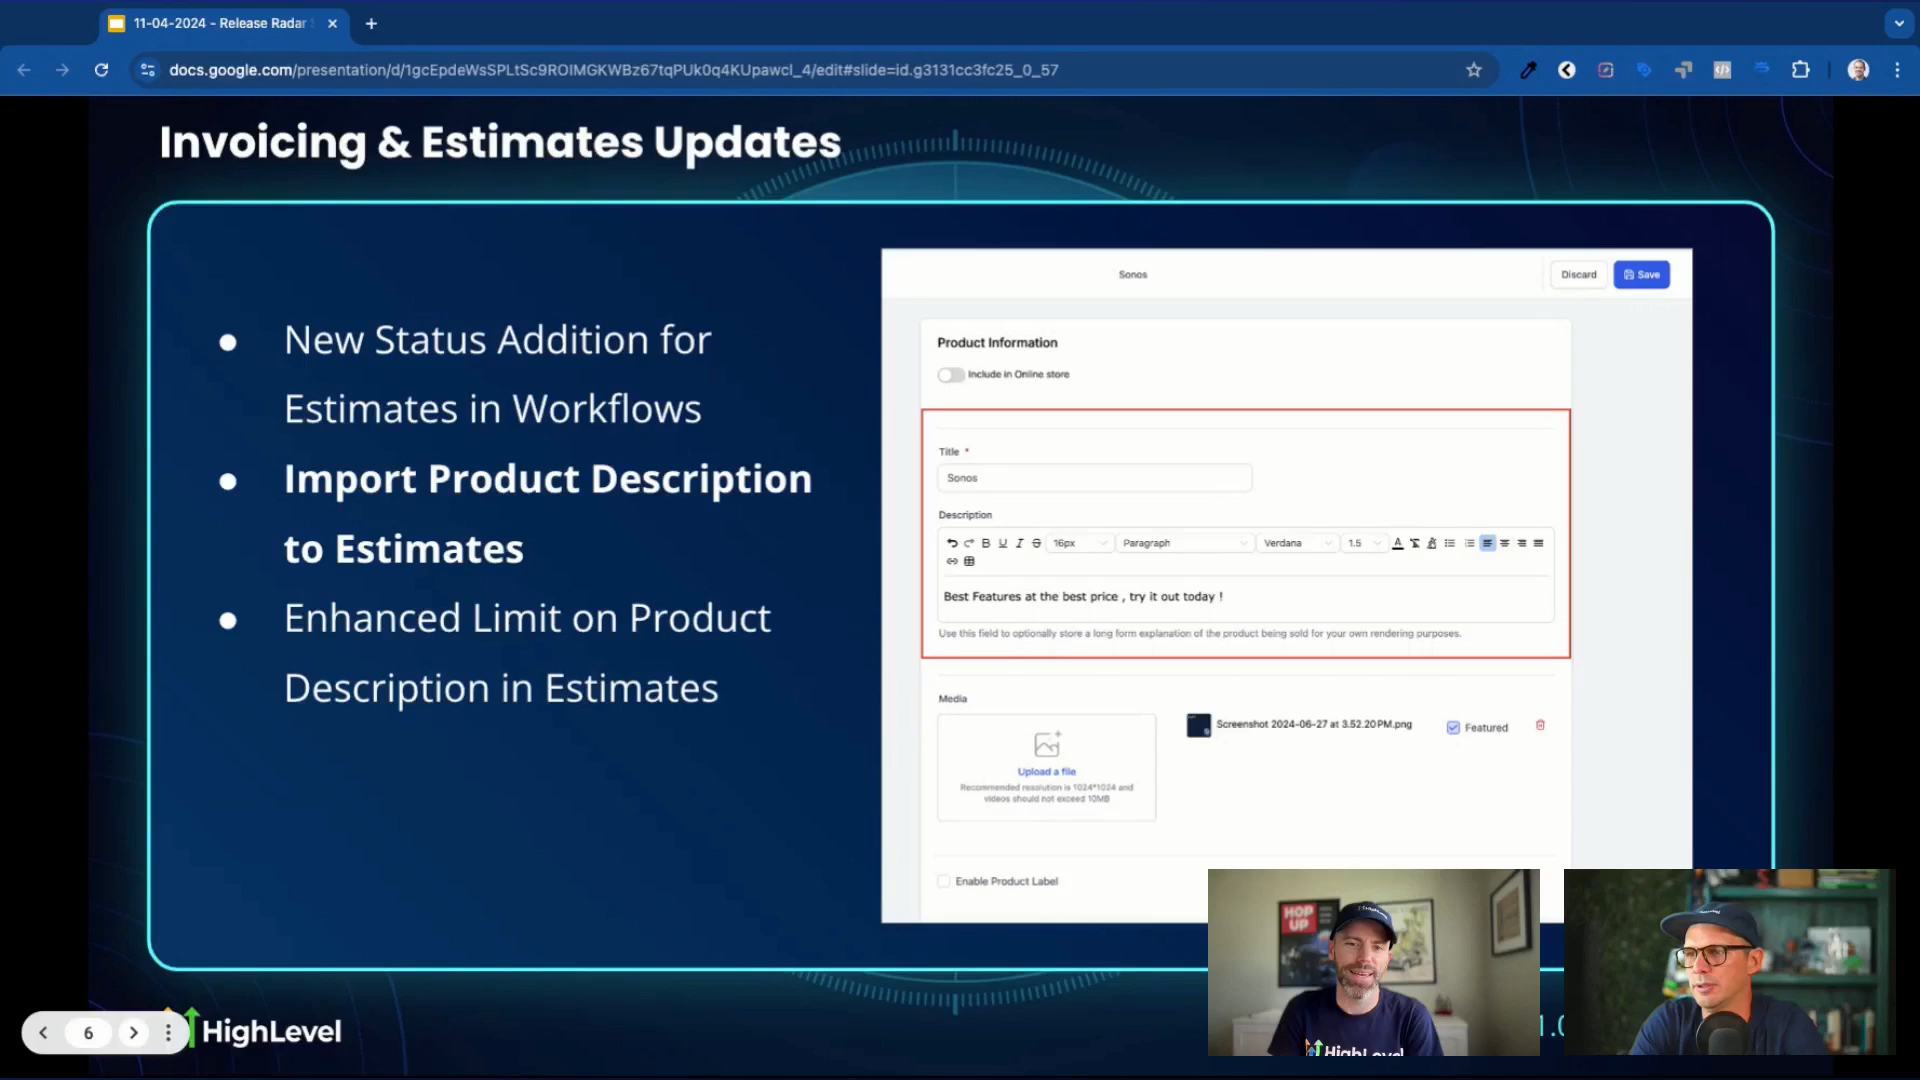 11-04-2024 - Release Radar
docs.google.com/presentation/d/1gcEpdeWsSPLtSc9ROIMGKWBz67tqPUk0q4KUpawcl_4/edit#slide=id.g3131cc3fc25_0_57
Invoicing & Estimates Updates
● New Status Addition for
Estimates in Workflows
● Import Product Description
to Estimates
● Enhanced Limit on Product
Description in Estimates
Sonos
Discard
Save
Product Information
Include in Online store
Title *
Sonos
Description
16px
Paragraph
Verdana
1.5
Best Features at the best price , try it out today !
Use this field to optionally store a long form explanation of the product being sold for your own rendering purposes.
Media
Upload a file
Recommended resolution is 1024*1024 and
videos should not exceed 10MB
Screenshot 2024-06-27 at 3.52.20 PM.png
Featured
Enable Product Label
HOP
UP
HighLevel
6
HighLevel